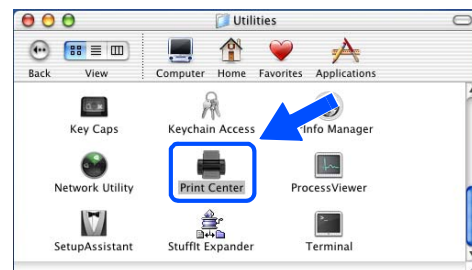 Utilities
Back View Computer Home Favorites Applications
Key Caps Keychain Access Info Manager
Network Utility Print Center ProcessViewer
SetupAssistant StuffIt Expander Terminal